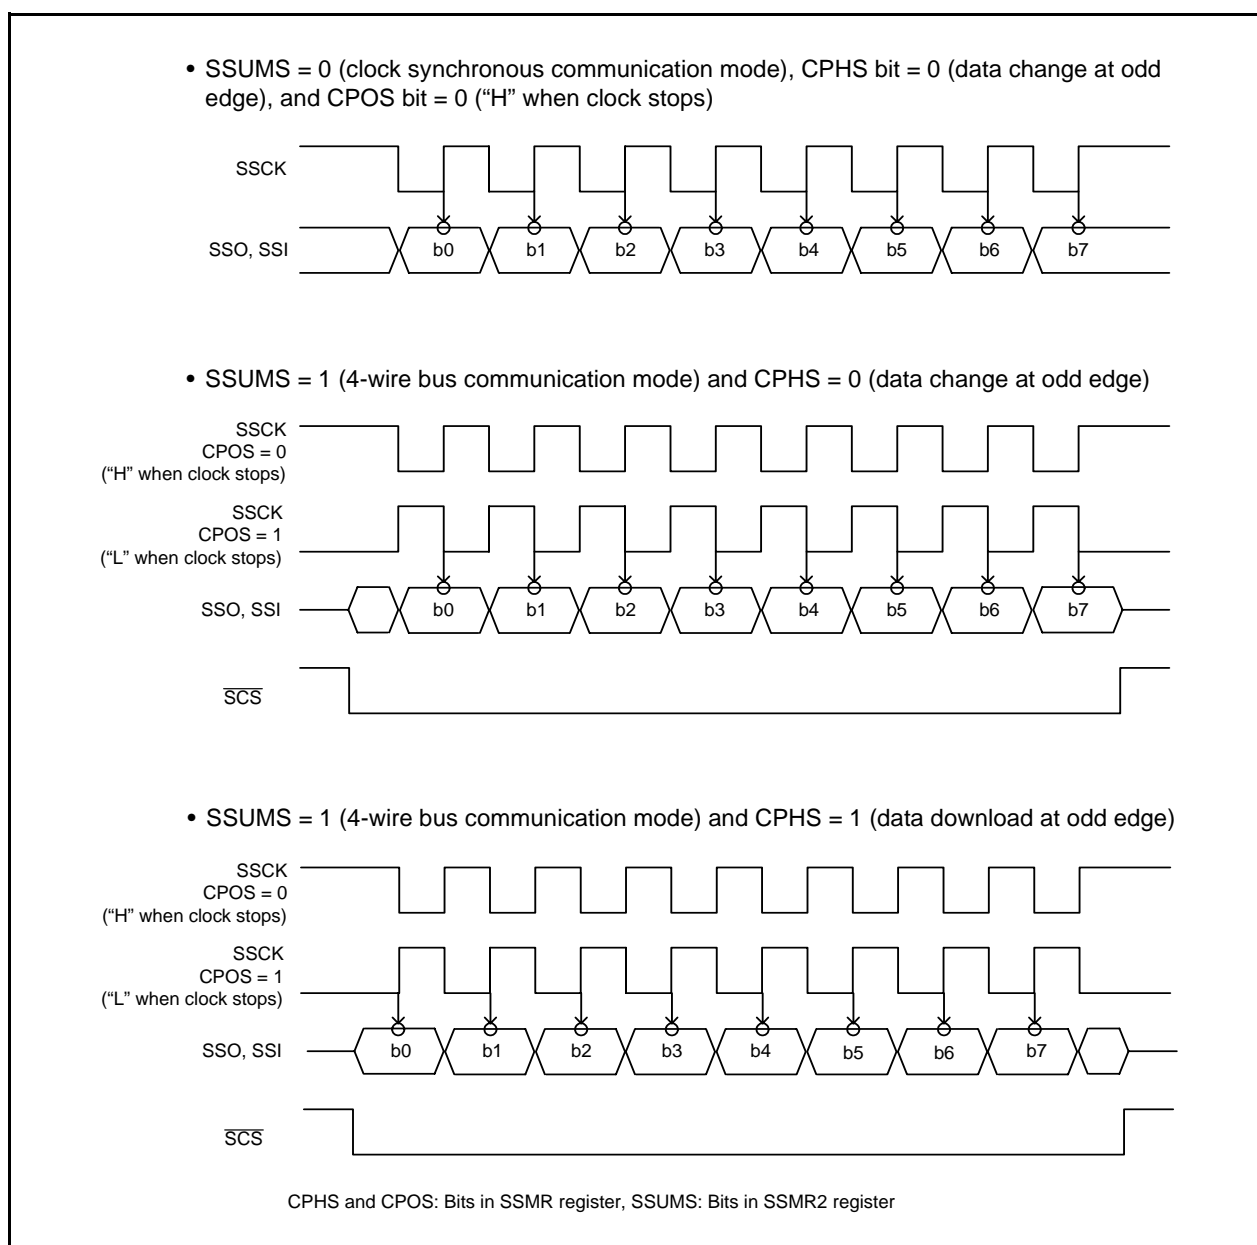 • SSUMS = 0 (clock synchronous communication mode), CPHS bit = 0 (data change at odd
edge), and CPOS bit = 0 (“H” when clock stops)
SSCK
SSO, SSI
b0 b1 b2 b3 b4 b5 b6 b7
• SSUMS = 1 (4-wire bus communication mode) and CPHS = 0 (data change at odd edge)
SSCK
CPOS = 0
(“H” when clock stops)
SSCK
CPOS = 1
(“L” when clock stops)
SSO, SSI
b0 b1 b2 b3 b4 b5 b6 b7
SCS
• SSUMS = 1 (4-wire bus communication mode) and CPHS = 1 (data download at odd edge)
SSCK
CPOS = 0
(“H” when clock stops)
SSCK
CPOS = 1
(“L” when clock stops)
SSO, SSI
b0 b1 b2 b3 b4 b5 b6 b7
SCS
CPHS and CPOS: Bits in SSMR register, SSUMS: Bits in SSMR2 register